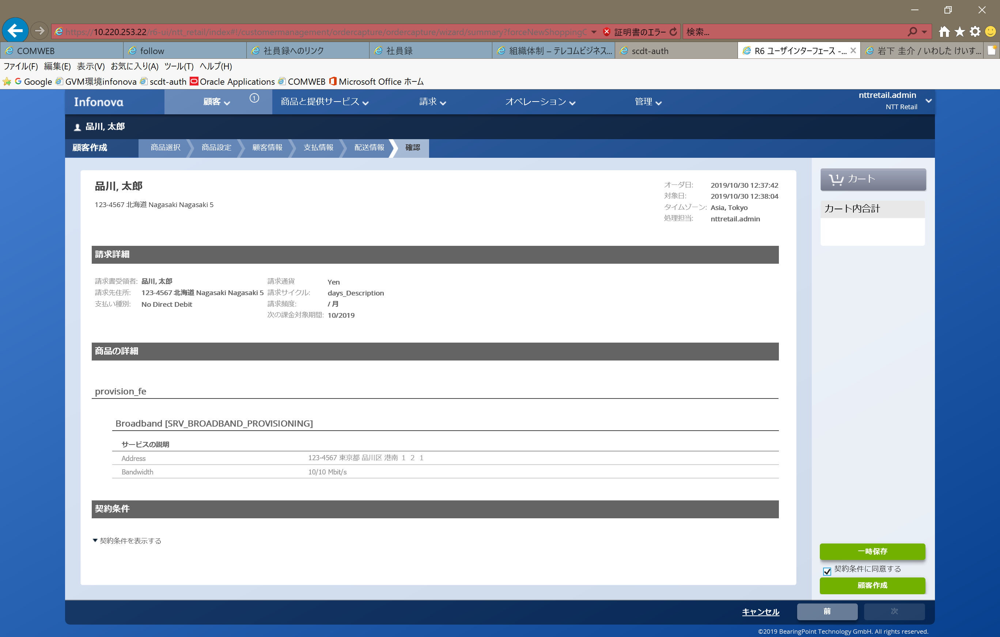 https://10.220.253.22/r6-ui/ntt_retail/index#!/customermanagement/ordercapture/ordercapture/wizard/summary?forceNewShoppingC 証明書のエラー 検索...
COMWEB follow 社員録へのリンク 社員録 組織体制 – テレコムビジネス... scdt-auth R6 ユーザインターフェース -... 岩下 圭介 / いわした けいす...
ファイル(F) 編集(E) 表示(V) お気に入り(A) ツール(T) ヘルプ(H)
Google GVM環境infonova scdt-auth Oracle Applications COMWEB Microsoft Office ホーム
Infonova 顧客 1 商品と提供サービス 請求 オペレーション 管理 nttretail.admin
NTT Retail
品川, 太郎
顧客作成 商品選択 商品設定 顧客情報 支払情報 配送情報 確認
品川, 太郎
123-4567 北海道 Nagasaki Nagasaki 5
オーダ日: 2019/10/30 12:37:42
対象日: 2019/10/30 12:38:04
タイムゾーン: Asia, Tokyo
処理担当: nttretail.admin
1 カート
カート内合計
請求詳細
請求書受領者: 品川, 太郎 請求通貨 Yen
請求先住所: 123-4567 北海道 Nagasaki Nagasaki 5 請求サイクル: days_Description
支払い種別: No Direct Debit 請求頻度: / 月
次の課金対象期間: 10/2019
商品の詳細
provision_fe
Broadband [SRV_BROADBAND_PROVISIONING]
サービスの説明
Address 123-4567 東京都 品川区 港南 １ ２ １
Bandwidth 10/10 Mbit/s
契約条件
契約条件を表示する
一時保存
契約条件に同意する
顧客作成
キャンセル 前 次
©2019 BearingPoint Technology GmbH. All rights reserved.